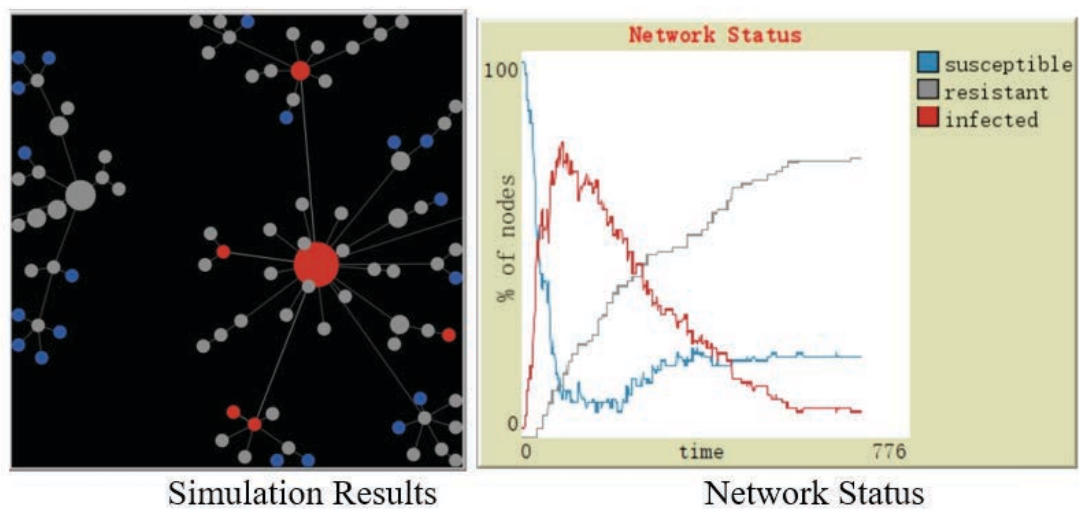 Network Status
100
% of nodes
0
0
time
776
susceptible
resistant
infected
Simulation Results
Network Status